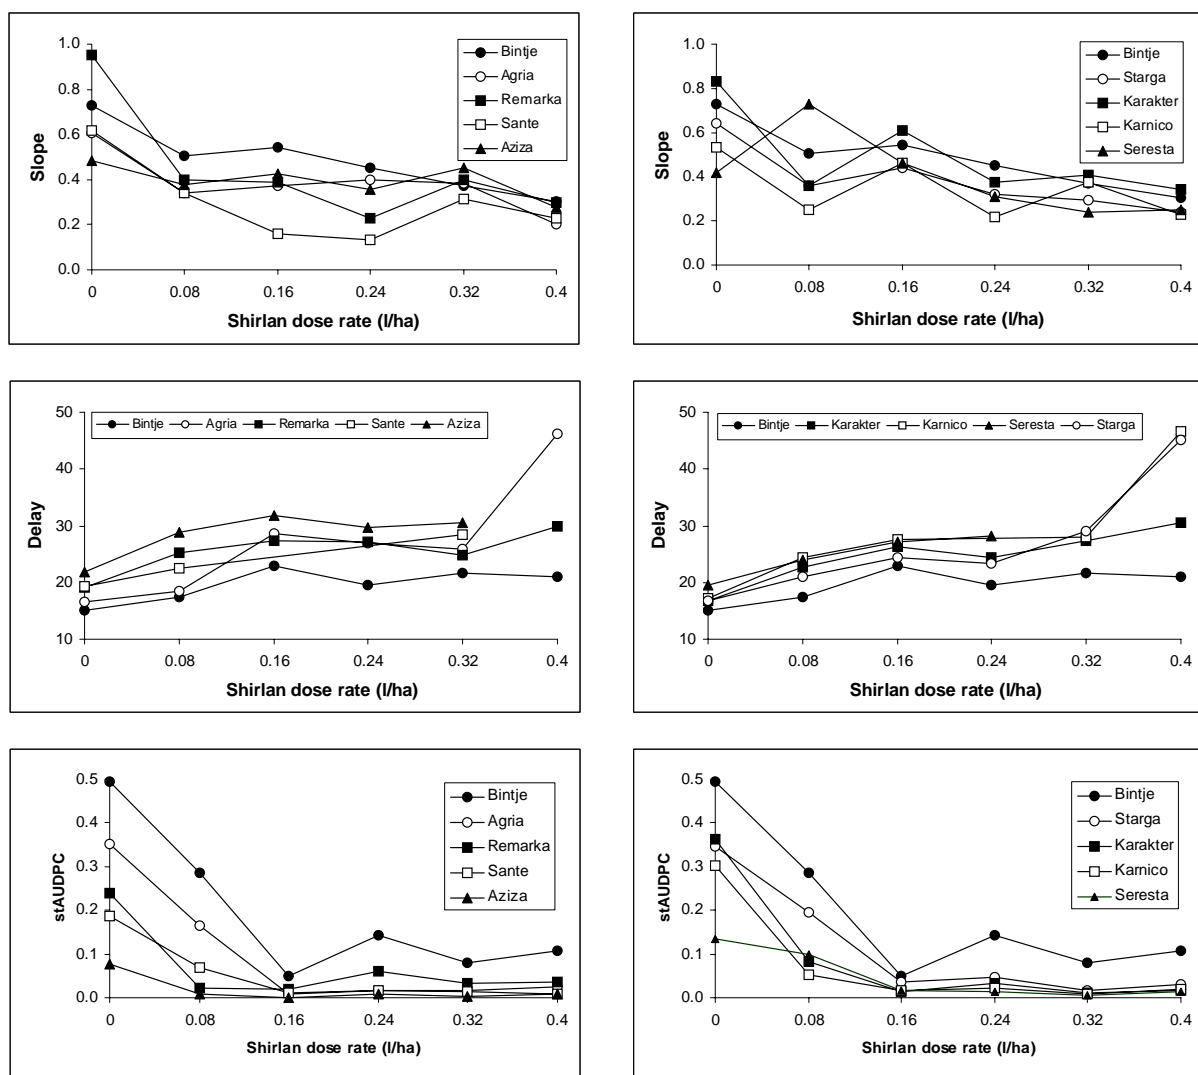 1.0
0.8
0.6
0.4
0.2
0.0
Slope
Bintje
Agria
Remarka
Sante
Aziza
0 0.08 0.16 0.24 0.32 0.4
Shirlan dose rate (l/ha)
1.0
0.8
0.6
0.4
0.2
0.0
Slope
Bintje
Starga
Karakter
Karnico
Seresta
0 0.08 0.16 0.24 0.32 0.4
Shirlan dose rate (l/ha)
50
40
30
20
10
Delay
Bintje Agria Remarka Sante Aziza
0 0.08 0.16 0.24 0.32 0.4
Shirlan dose rate (l/ha)
50
40
30
20
10
Delay
Bintje Karakter Karnico Seresta Starga
0 0.08 0.16 0.24 0.32 0.4
Shirlan dose rate (l/ha)
0.5
0.4
0.3
0.2
0.1
0.0
stAUDPC
Bintje
Agria
Remarka
Sante
Aziza
0 0.08 0.16 0.24 0.32 0.4
Shirlan dose rate (l/ha)
0.5
0.4
0.3
0.2
0.1
0.0
stAUDPC
Bintje
Starga
Karakter
Karnico
Seresta
0 0.08 0.16 0.24 0.32 0.4
Shirlan dose rate (l/ha)